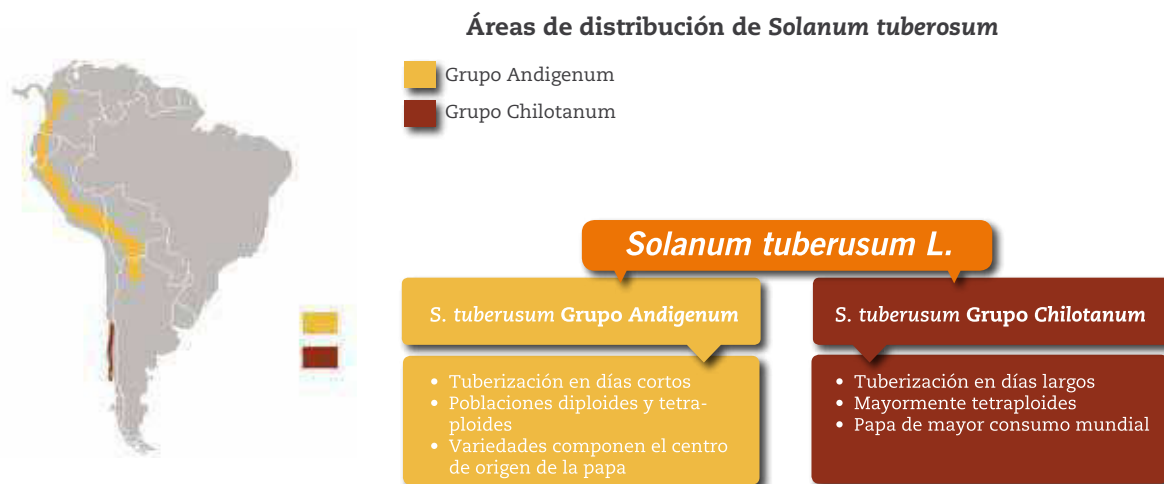 Áreas de distribución de Solanum tuberosum
Grupo Andigenum
Grupo Chilotanum
Solanum tuberusum L.
S. tuberusum Grupo Andigenum
• Tuberización en días cortos
• Poblaciones diploides y tetra-
ploides
• Variedades componen el centro
de origen de la papa
S. tuberusum Grupo Chilotanum
• Tuberización en días largos
• Mayormente tetraploides
• Papa de mayor consumo mundial